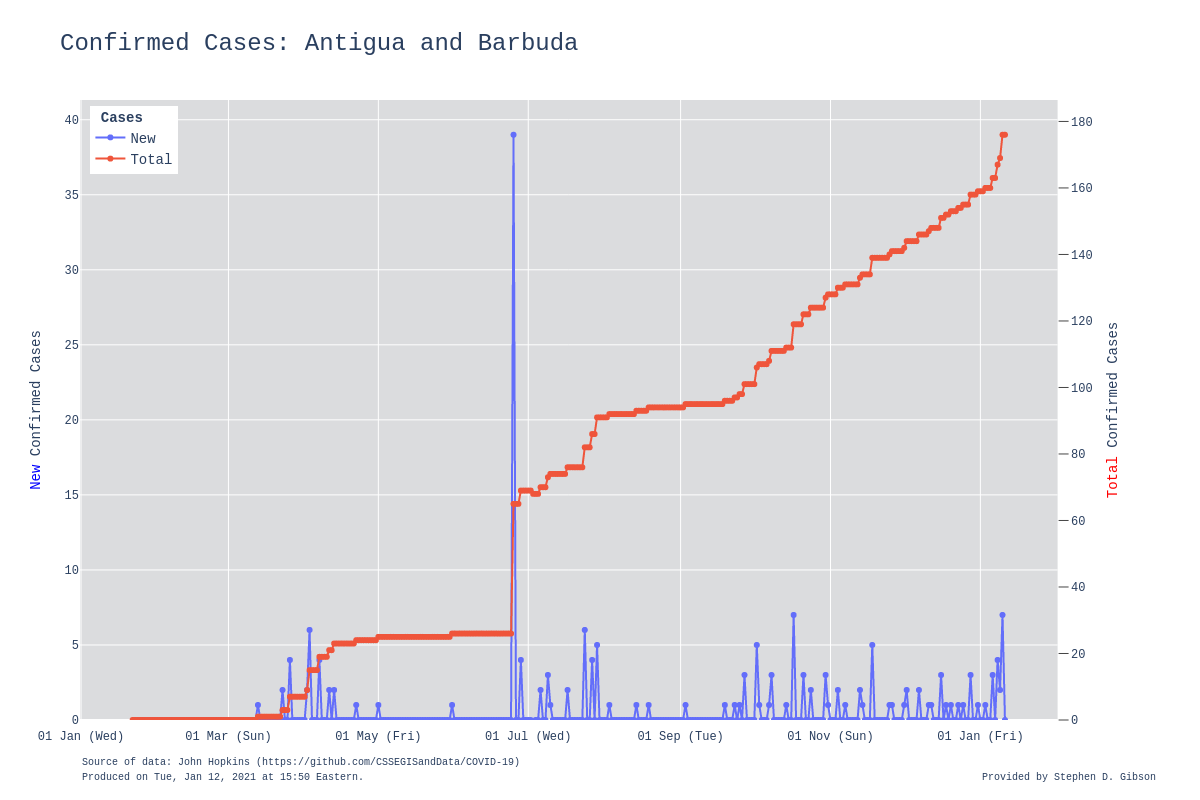 Confirmed Cases: Antigua and Barbuda
Cases
New
Total
40
35
30
25
20
15
10
5
0
New Confirmed Cases
180
160
140
120
100
80
60
40
20
0
Total Confirmed Cases
01 Jan (Wed) 01 Mar (Sun) 01 May (Fri) 01 Jul (Wed) 01 Sep (Tue) 01 Nov (Sun) 01 Jan (Fri)
Source of data: John Hopkins (https://github.com/CSSEGISandData/COVID-19)
Produced on Tue, Jan 12, 2021 at 15:50 Eastern.
Provided by Stephen D. Gibson